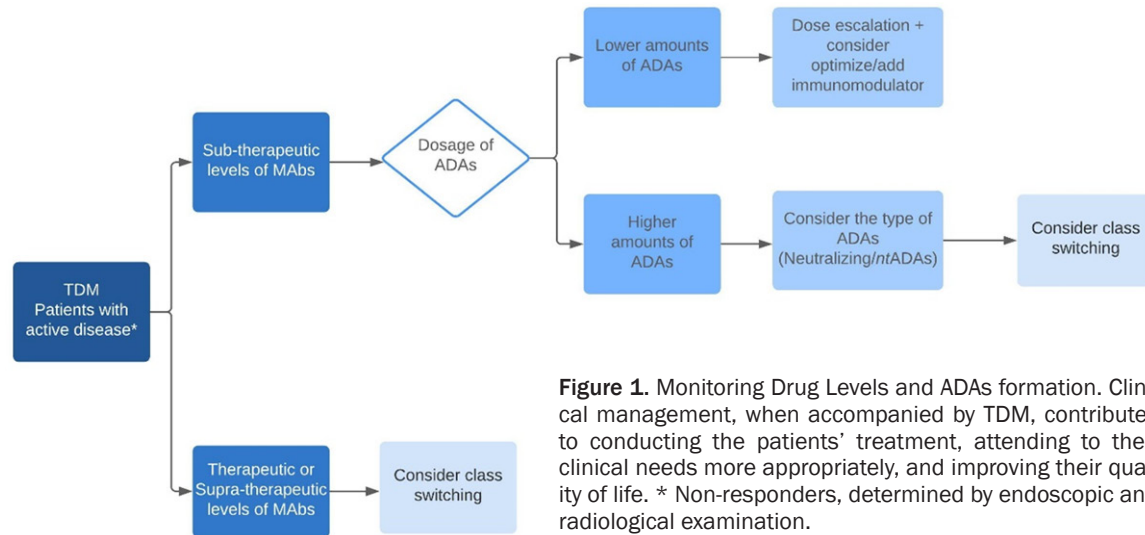 Lower amounts
of ADAs
Dose escalation +
consider
optimize/add
immunomodulator
Sub-therapeutic
levels of MAbs
Dosage of
ADAs
Higher
amounts of
ADAs
Consider the type of
ADAs
(Neutralizing/ntADAs)
Consider class
switching
TDM
Patients with
active disease*
Therapeutic or
Supra-therapeutic
levels of MAbs
Consider class
switching
Figure 1. Monitoring Drug Levels and ADAs formation. Clin
cal management, when accompanied by TDM, contribute
to conducting the patients' treatment, attending to the
clinical needs more appropriately, and improving their qua
ity of life. * Non-responders, determined by endoscopic an
radiological examination.